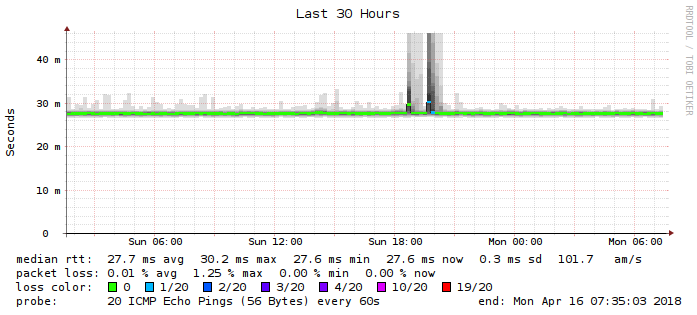 Last 30 Hours
RRDTOOL / TOBI OETIKER
Seconds
40 m
30 m
20 m
10 m
0
Sun 06:00 Sun 12:00 Sun 18:00 Mon 00:00 Mon 06:00
median rtt: 27.7 ms avg 30.2 ms max 27.6 ms min 27.6 ms now 0.3 ms sd 101.7 am/s
packet loss: 0.01 % avg 1.25 % max 0.00 % min 0.00 % now
loss color: 0 1/20 2/20 3/20 4/20 10/20 19/20
probe: 20 ICMP Echo Pings (56 Bytes) every 60s end: Mon Apr 16 07:35:03 2018